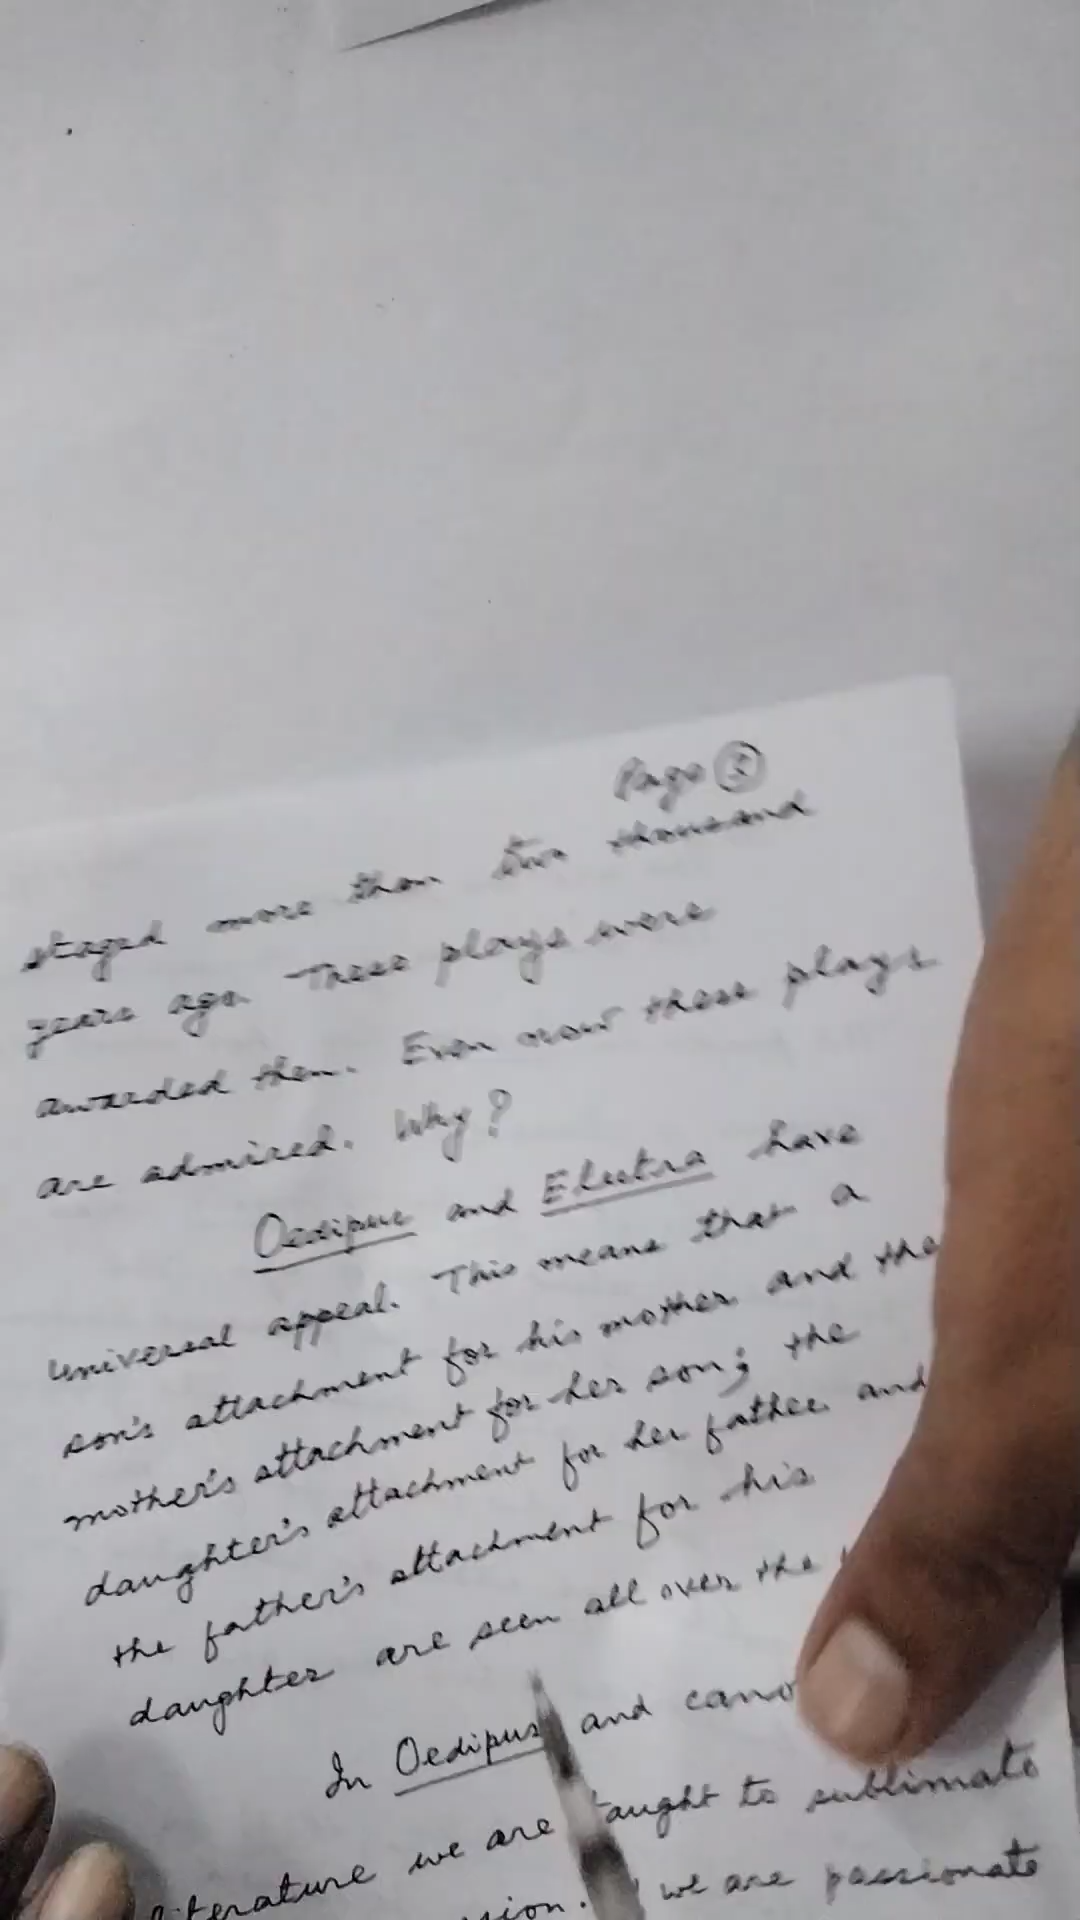 Page
staged more than two thousand
years ago. These plays were
awarded then. Even now these plays
are admired. Why?
Oedipus and Electra have
universal appeal. This means that a
son's attachment for his mother and the
mother's attachment for her son; the
daughter's attachment for her father and
the father's attachment for his
daughter are seen all over the
In Oedipus and
literature we are taught to sublimate
we are passionate